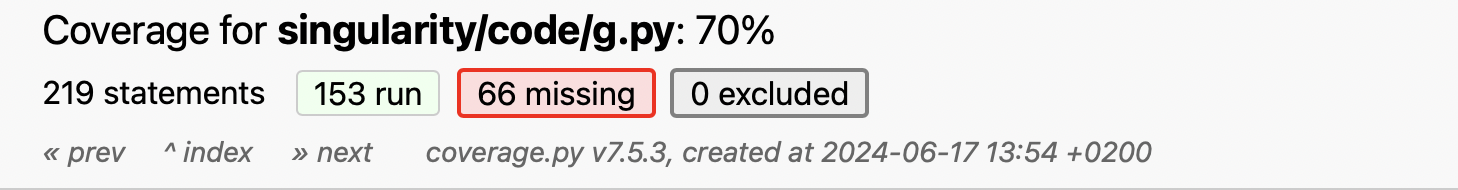 Coverage for singularity/code/g.py: 70%
219 statements 153 run 66 missing 0 excluded
« prev ^ index » next coverage.py v7.5.3, created at 2024-06-17 13:54 +0200